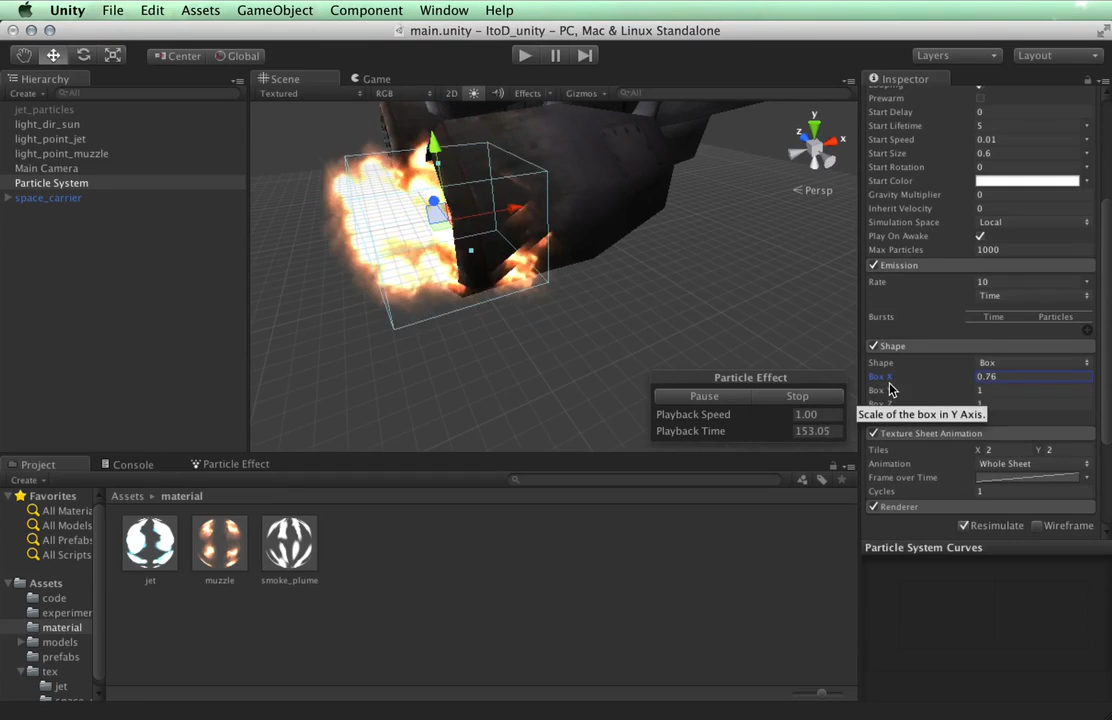 Unity File Edit Assets GameObject Component Window Help
main.unity - ItoD_unity - PC, Mac & Linux Standalone
Center Global Layers Layout
Hierarchy
Create All
jet_particles
light_dir_sun
light_point_jet
light_point_muzzle
Main Camera
Particle System
space_carrier
Scene Game
Textured RGB 2D Effects Gizmos All
y
z x
Persp
Particle Effect
Pause Stop
Playback Speed 1.00
Playback Time 153.05
Inspector
Prewarm
Start Delay 0
Start Lifetime 5
Start Speed 0.01
Start Size 0.6
Start Rotation 0
Start Color
Gravity Multiplier 0
Inherit Velocity 0
Simulation Space Local
Play On Awake
Max Particles 1000
Emission
Rate 10
Time
Bursts Time Particles
Shape
Shape Box
Box X 0.76
Box 1
Scale of the box in Y Axis.
Texture Sheet Animation
Tiles X 2 Y 2
Animation Whole Sheet
Frame over Time
Cycles 1
Renderer
Resimulate Wireframe
Particle System Curves
Project Console Particle Effect
Create
Favorites
All Materia
All Models
All Prefabs
All Scripts
Assets
code
experimer
material
models
prefabs
tex
jet
Assets material
jet muzzle smoke_plume